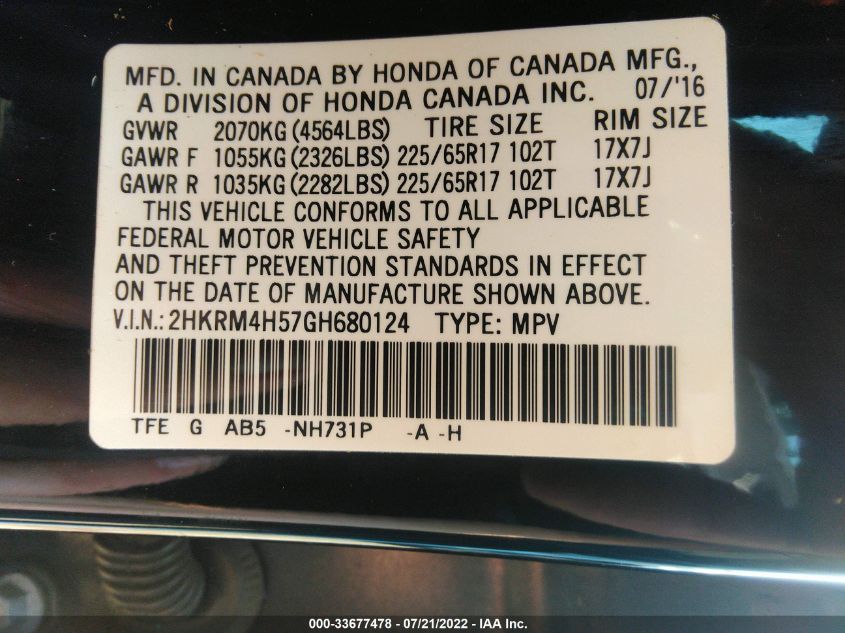 MFD. IN CANADA BY HONDA OF CANADA MFG.,
A DIVISION OF HONDA CANADA INC. 07/'16
GVWR 2070KG (4564LBS) TIRE SIZE RIM SIZE
GAWR F 1055KG (2326LBS) 225/65R17 102T 17X7J
GAWR R 1035KG (2282LBS) 225/65R17 102T 17X7J
THIS VEHICLE CONFORMS TO ALL APPLICABLE
FEDERAL MOTOR VEHICLE SAFETY
AND THEFT PREVENTION STANDARDS IN EFFECT
ON THE DATE OF MANUFACTURE SHOWN ABOVE.
V.I.N.: 2HKRM4H57GH680124 TYPE: MPV
TFE G AB5 -NH731P -A -H
000-33677478 - 07/21/2022 - IAA Inc.